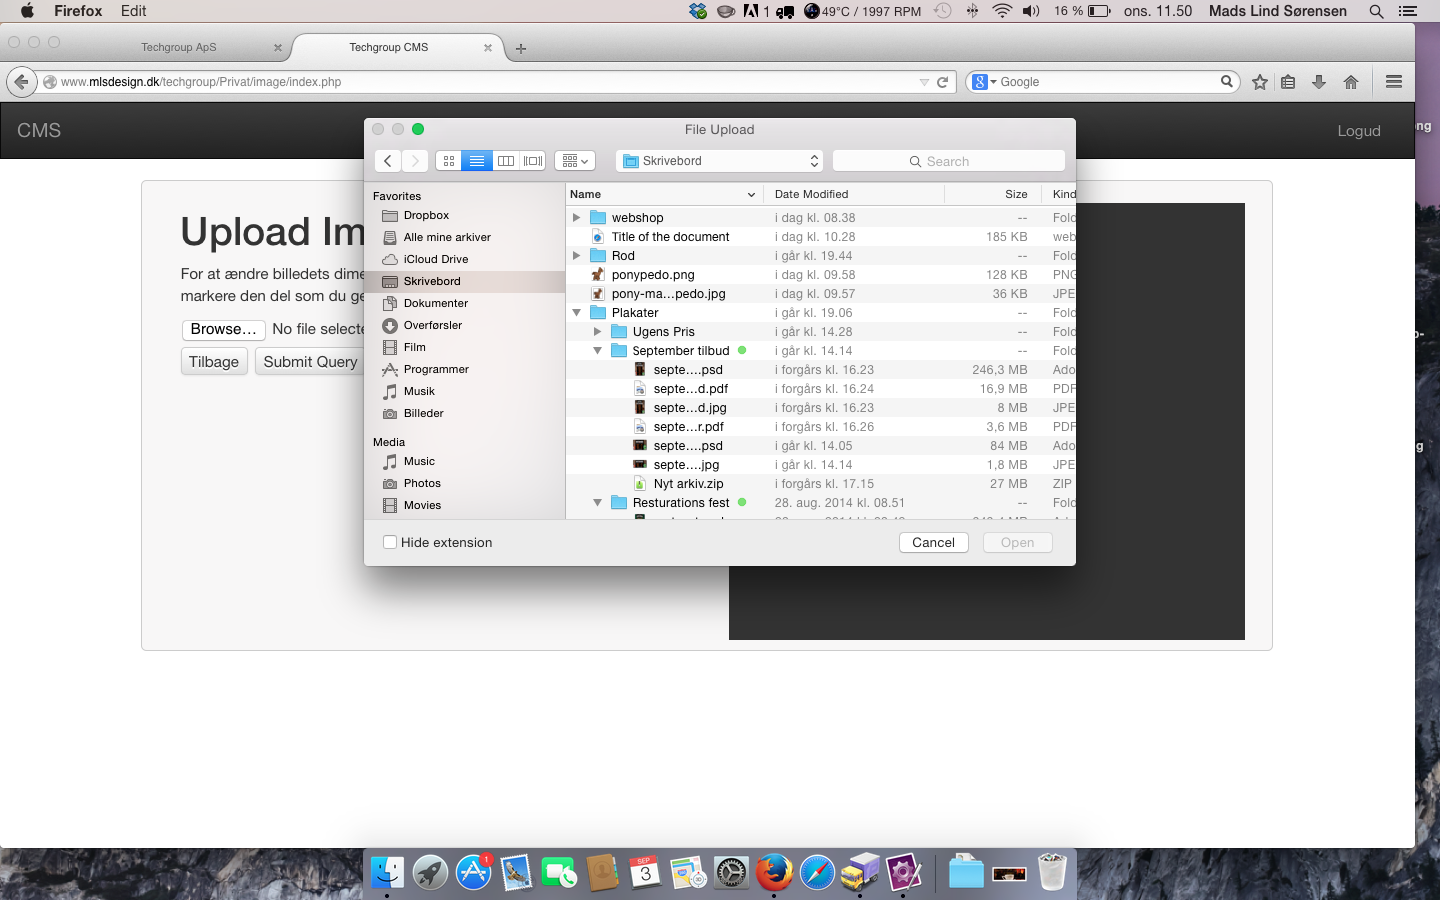 Firefox Edit 1 49°C / 1997 RPM 16 % ons. 11.50 Mads Lind Sørensen
Techgroup ApS Techgroup CMS
www.mlsdesign.dk/techgroup/Privat/image/index.php Google
CMS Logud
File Upload
Skrivebord Search
Upload Im
For at ændre billedets dime
markere den del som du ge
Browse... No file selecte
Tilbage Submit Query
Favorites
Dropbox
Alle mine arkiver
iCloud Drive
Skrivebord
Dokumenter
Overførsler
Film
Programmer
Musik
Billeder
Media
Music
Photos
Movies
Name Date Modified Size Kind
webshop i dag kl. 08.38 -- Fold
Title of the document i dag kl. 10.28 185 KB web
Rod i går kl. 19.44 -- Fold
ponypedo.png i dag kl. 09.58 128 KB PNG
pony-ma...pedo.jpg i dag kl. 09.57 36 KB JPE
Plakater i går kl. 19.06 -- Fold
Ugens Pris i går kl. 14.28 -- Fold
September tilbud i går kl. 14.14 -- Fold
septe....psd i forgårs kl. 16.23 246,3 MB Ado
septe...d.pdf i forgårs kl. 16.24 16,9 MB PDF
septe...d.jpg i forgårs kl. 16.23 8 MB JPE
septe...r.pdf i forgårs kl. 16.26 3,6 MB PDF
septe....psd i går kl. 14.05 84 MB Ado
septe....jpg i går kl. 14.14 1,8 MB JPE
Nyt arkiv.zip i forgårs kl. 17.15 27 MB ZIP
Resturations fest 28. aug. 2014 kl. 08.51 -- Fold
Hide extension Cancel Open
ng
p-
g
1
SEP
3